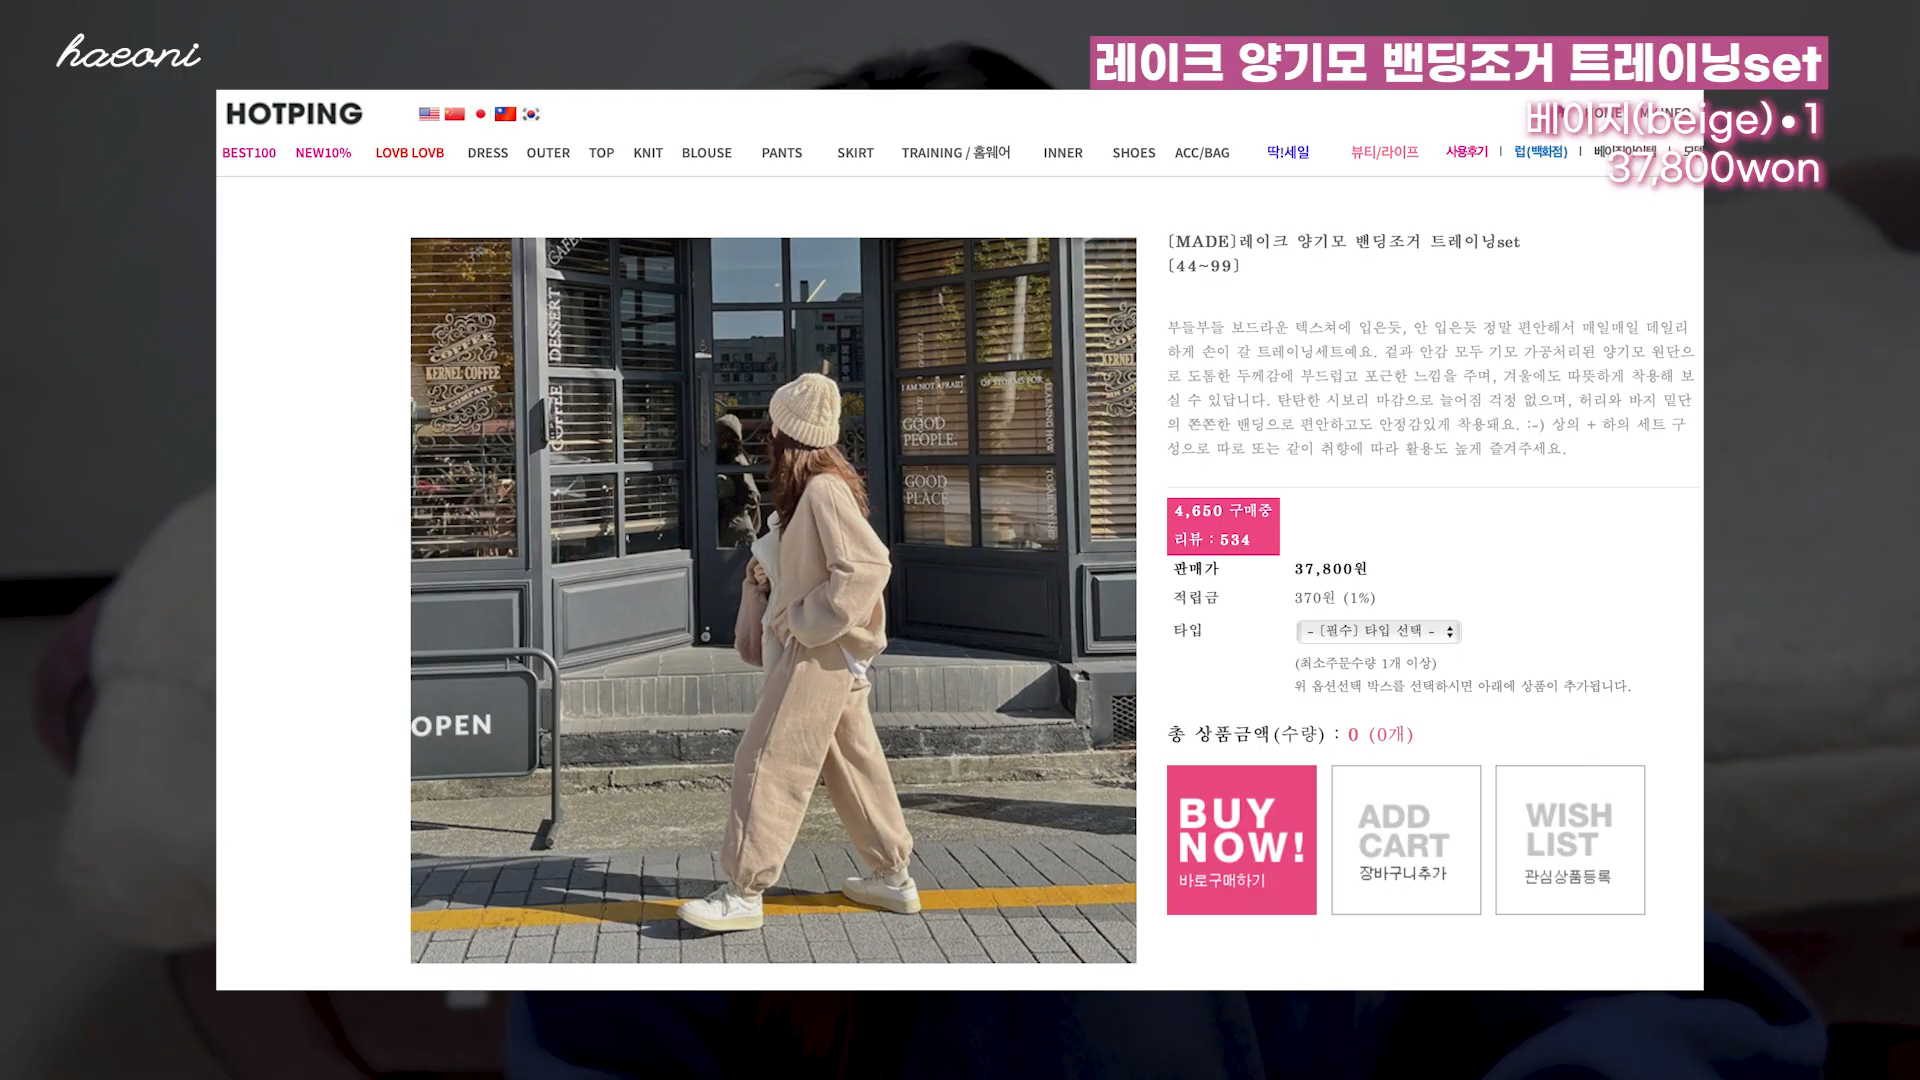 haeoni
레이크 양기모 밴딩조거 트레이닝set
베이지(beige)•1
37,800won
HOTPING
HOME
BEST100 NEW10% LOVB LOVB DRESS OUTER TOP KNIT BLOUSE PANTS SKIRT TRAINING / 홈웨어 INNER SHOES ACC/BAG 딱!세일 뷰티/라이프 사용후기 | 럽(백화점) | 베이직아이템 |
[MADE]레이크 양기모 밴딩조거 트레이닝set
[44~99]
부들부들 보드라운 텍스쳐에 입은듯, 안 입은듯 정말 편안해서 매일매일 데일리
하게 손이 갈 트레이닝세트예요. 겉과 안감 모두 기모 가공처리된 양기모 원단으
로 도톰한 두께감에 부드럽고 포근한 느낌을 주며, 겨울에도 따뜻하게 착용해 보
실 수 있답니다. 탄탄한 시보리 마감으로 늘어짐 걱정 없으며, 허리와 바지 밑단
의 쫀쫀한 밴딩으로 편안하고도 안정감있게 착용돼요. :-) 상의 + 하의 세트 구
성으로 따로 또는 같이 취향에 따라 활용도 높게 즐겨주세요.
4,650 구매중
리뷰 : 534
판매가 37,800원
적립금 370원 (1%)
타입 - [필수] 타입 선택 -
(최소주문수량 1개 이상)
위 옵션선택 박스를 선택하시면 아래에 상품이 추가됩니다.
총 상품금액(수량) : 0 (0개)
BUY
NOW!
바로구매하기
ADD
CART
장바구니추가
WISH
LIST
관심상품등록
CAFE
DESSERT
COFFEE
COFFEE
KERNEL COFFEE
I AM NOT AFRAID OF STORMS FOR
GOOD
PEOPLE,
GOOD
PLACE
OPEN